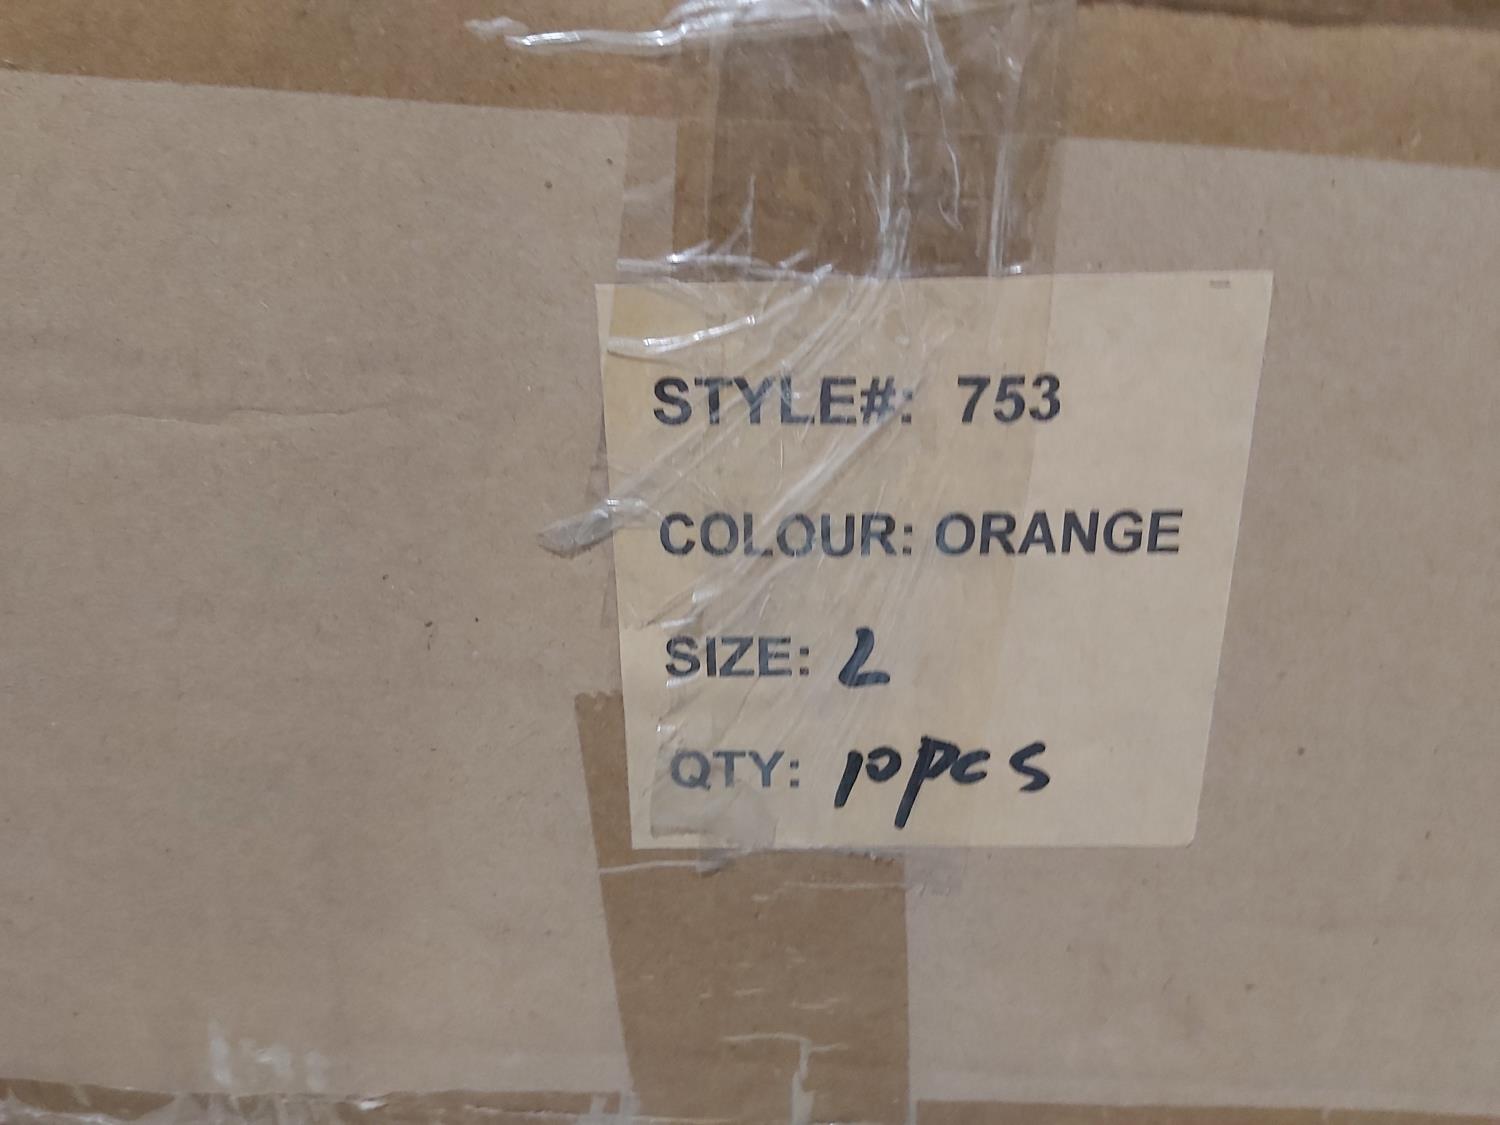 STYLE#: 753
COLOUR: ORANGE
SIZE: L
QTY: 10pcs